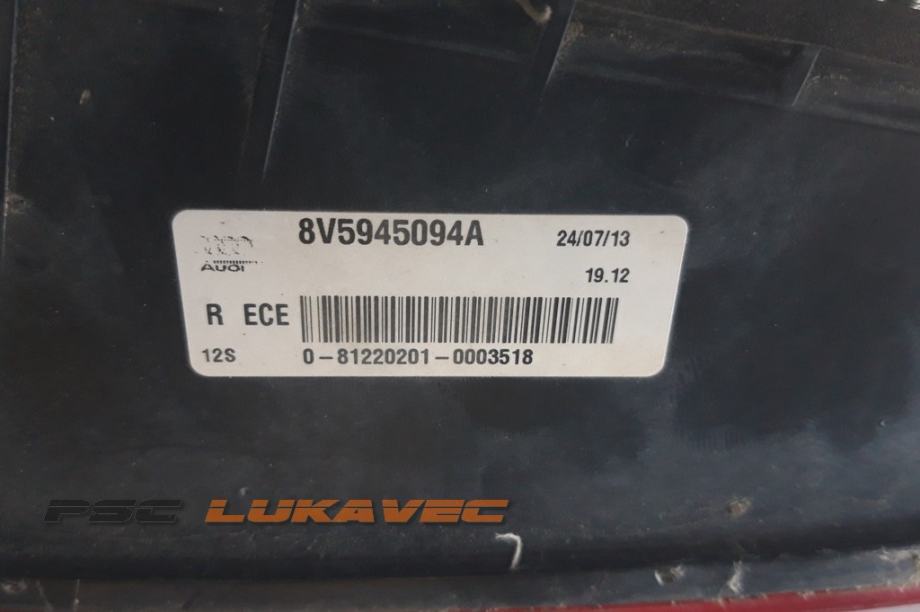 8V5945094A 24/07/13
AUDI 19.12
R ECE
12S 0-81220201-0003518
PSC LUKAVEC